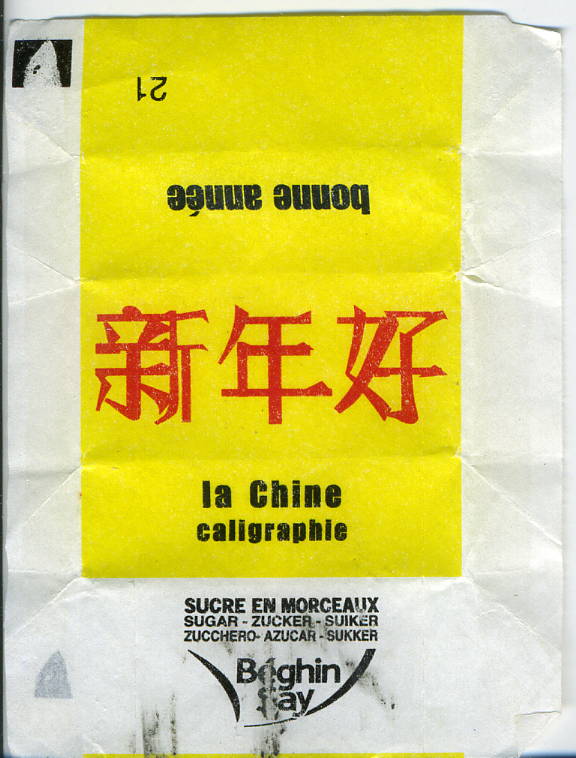 21
bonne année
新年好
la Chine
caligraphie
SUCRE EN MORCEAUX
SUGAR - ZUCKER - SUIKER
ZUCCHERO - AZUCAR - SUKKER
Béghin
Say